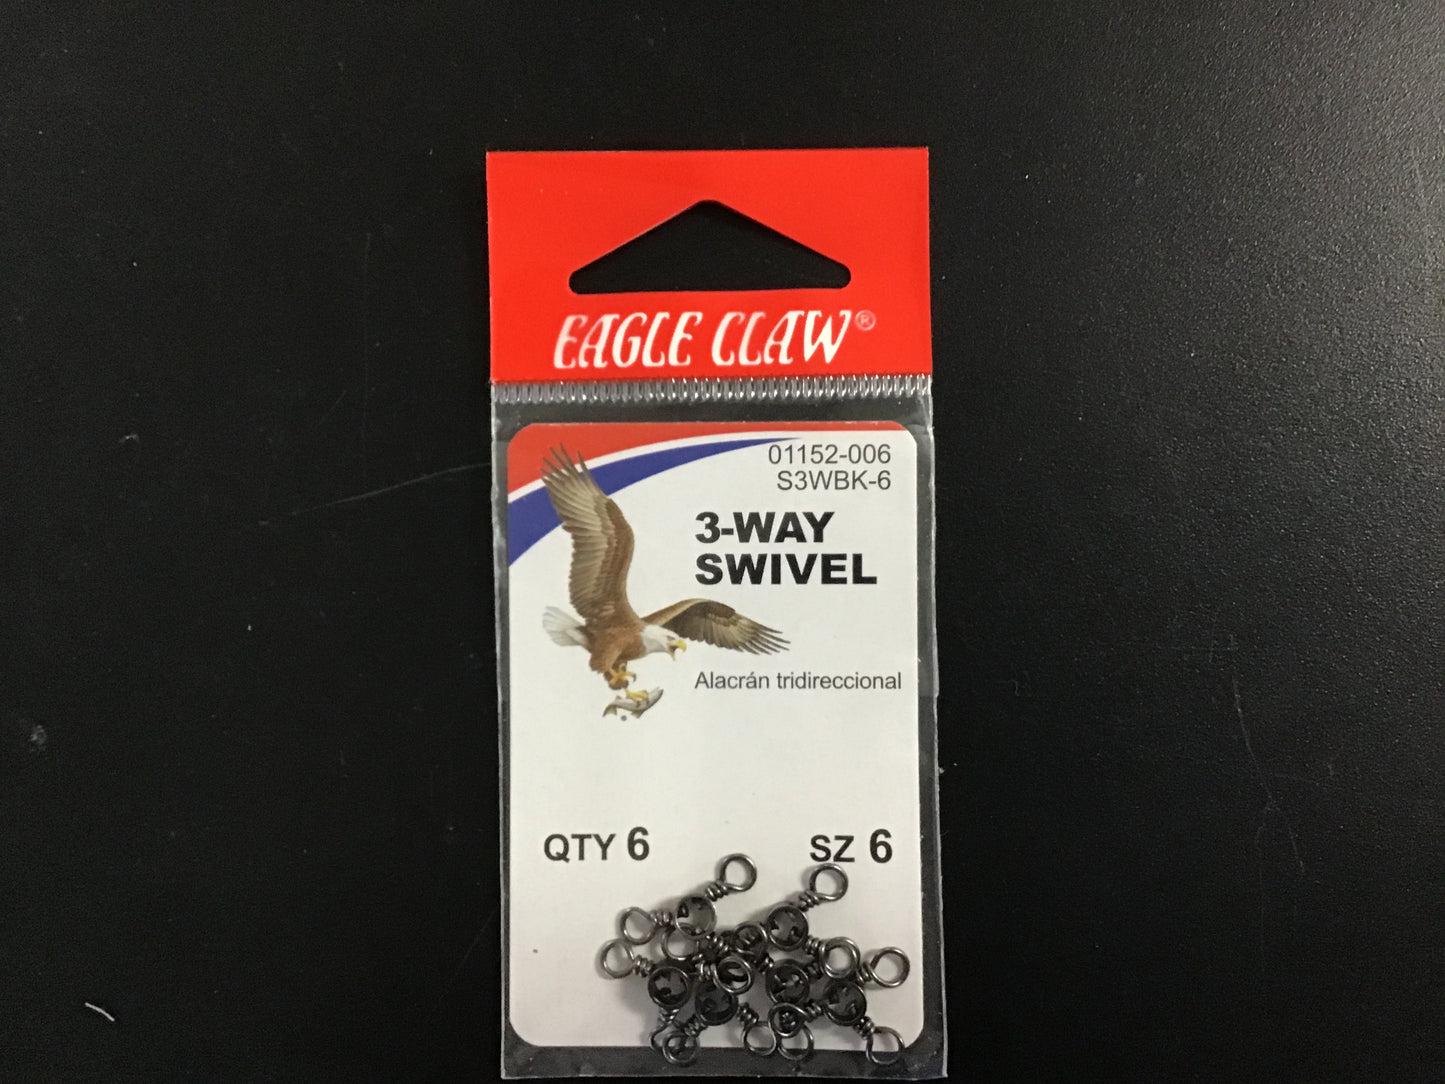 EAGLE CLAW®
01152-006
S3WBK-6
3-WAY
SWIVEL
Alacrán tridireccional
QTY 6
SZ 6